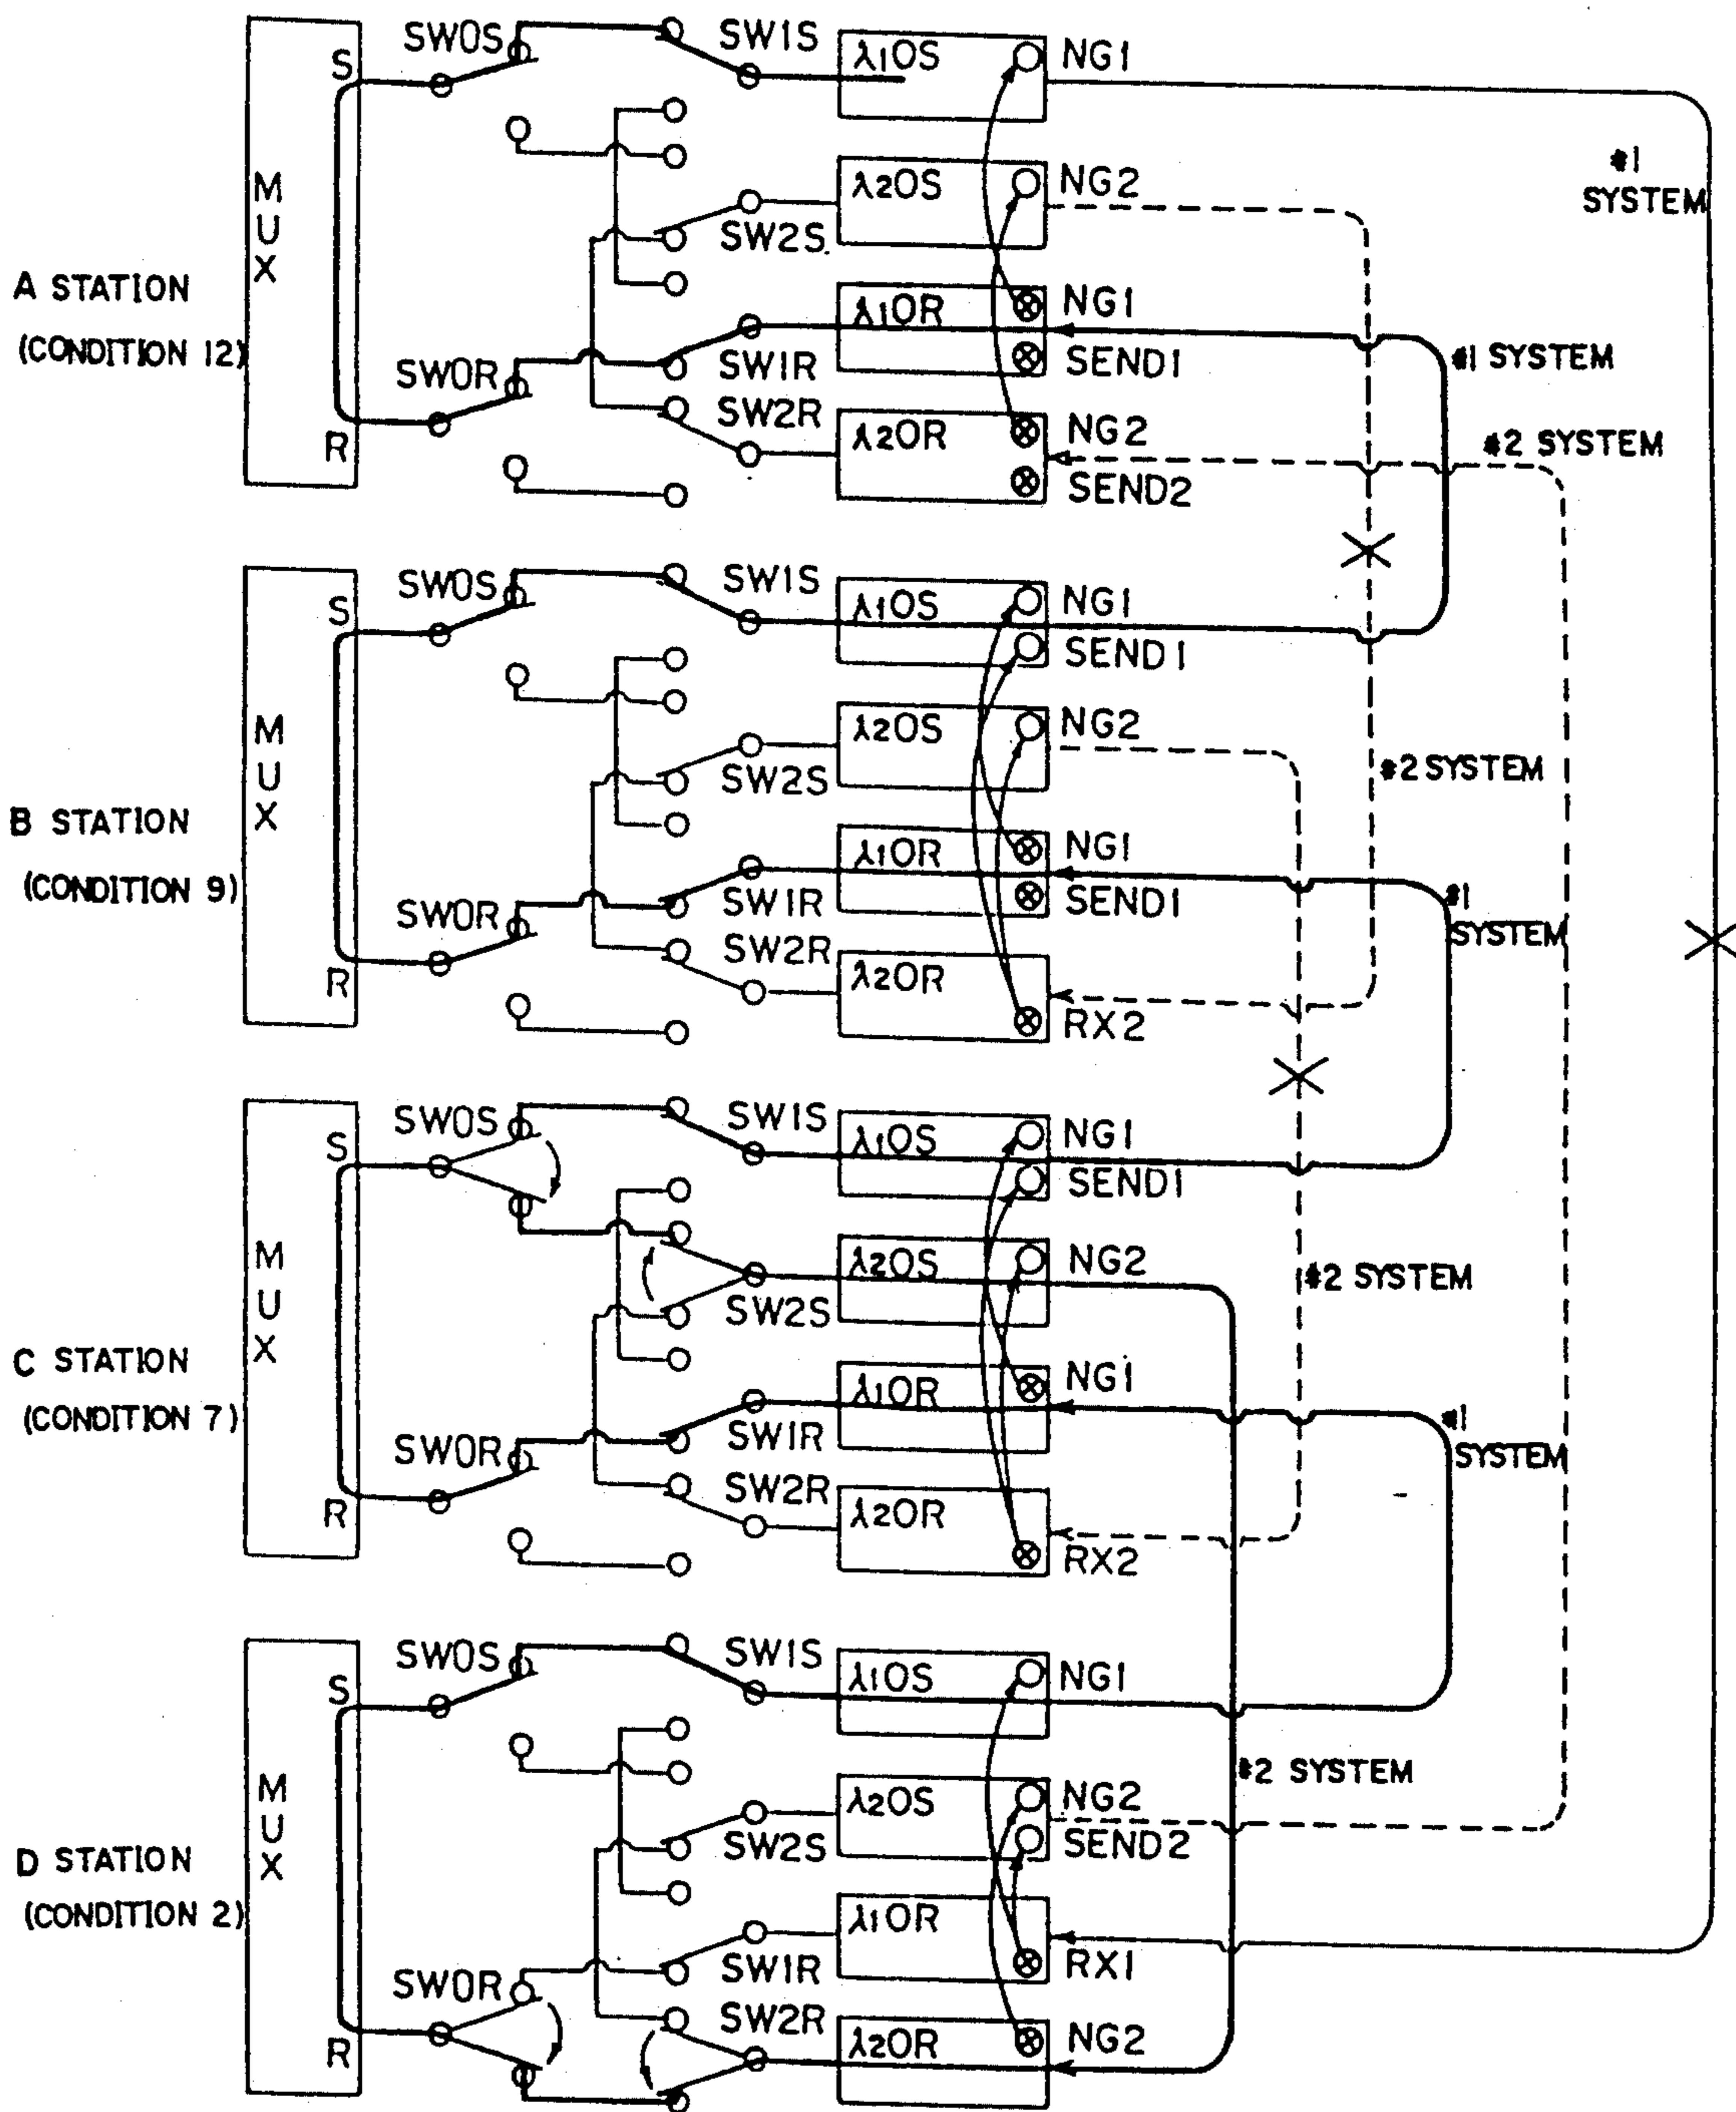 SW0S
SW1S
λ1OS
NG1
S
#1
SYSTEM
MUX
λ2OS
NG2
SW2S
A STATION
(CONDITION 12)
λ1OR
NG1
SEND1
#1 SYSTEM
SW0R
SW1R
SW2R
R
λ2OR
NG2
SEND2
#2 SYSTEM
SW0S
SW1S
S
λ1OS
NG1
SEND1
MUX
λ2OS
NG2
SW2S
#2 SYSTEM
B STATION
(CONDITION 9)
λ1OR
NG1
SEND1
SW0R
SW1R
#1
SYSTEM
SW2R
R
λ2OR
RX2
SW0S
SW1S
S
λ1OS
NG1
SEND1
MUX
λ2OS
NG2
SW2S
#2 SYSTEM
C STATION
(CONDITION 7)
λ1OR
NG1
SW0R
SW1R
#1
SYSTEM
SW2R
R
λ2OR
RX2
SW0S
SW1S
S
λ1OS
NG1
#2 SYSTEM
MUX
λ2OS
NG2
SEND2
SW2S
D STATION
(CONDITION 2)
λ1OR
RX1
SW0R
SW1R
SW2R
R
λ2OR
NG2